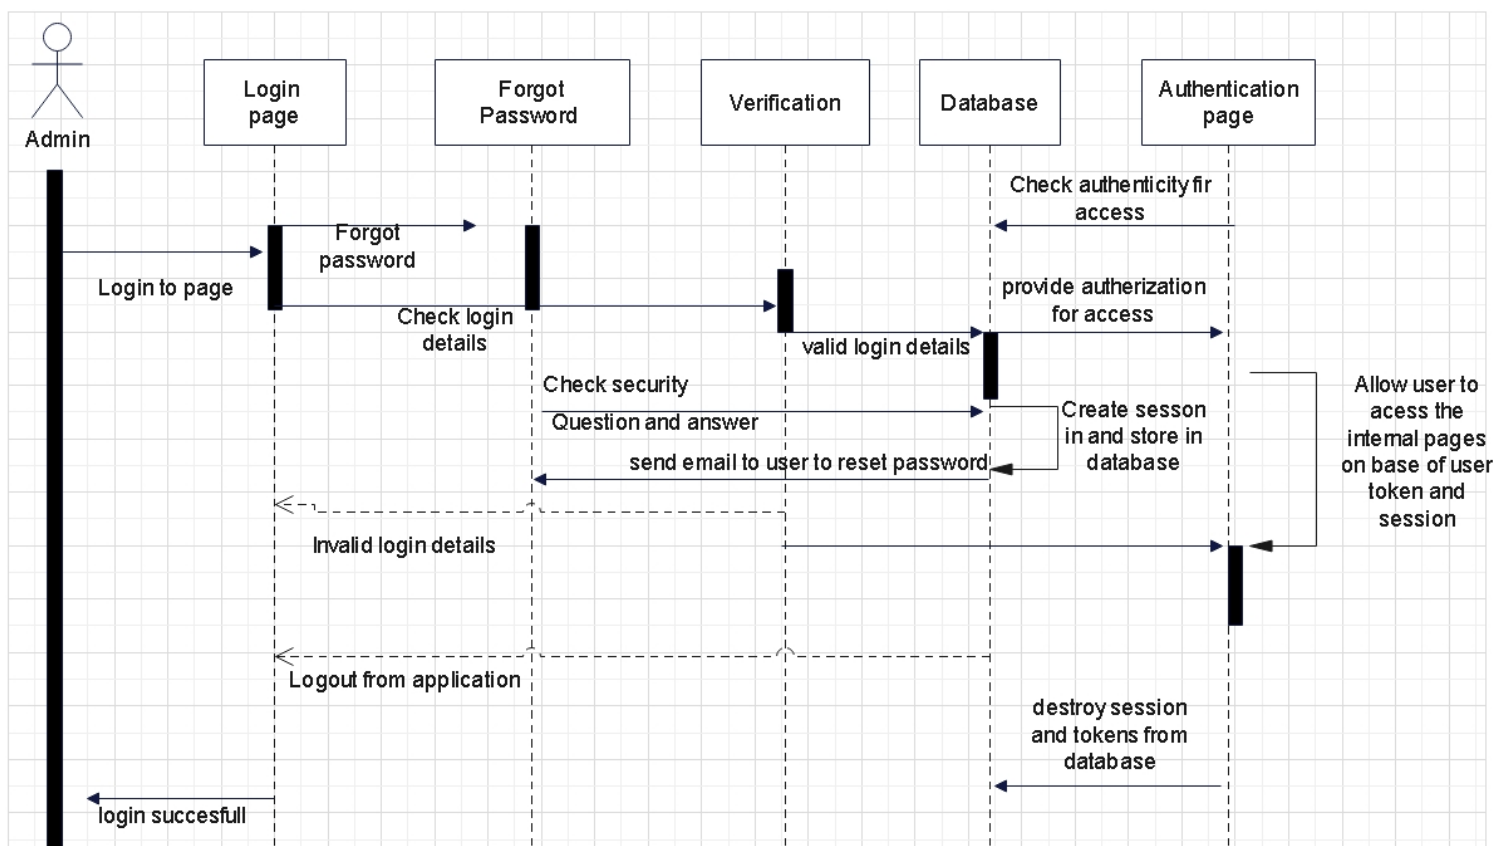 Admin
Login
page
Forgot
Password
Verification
Database
Authentication
page
Check authenticity fir
access
Forgot
password
Login to page
provide autherization
for access
Check login
details
valid login details
Check security
Question and answer
Create sesson
in and store in
database
Allow user to
acess the
internal pages
on base of user
token and
session
send email to user to reset password
Invalid login details
Logout from application
destroy session
and tokens from
database
login succesfull